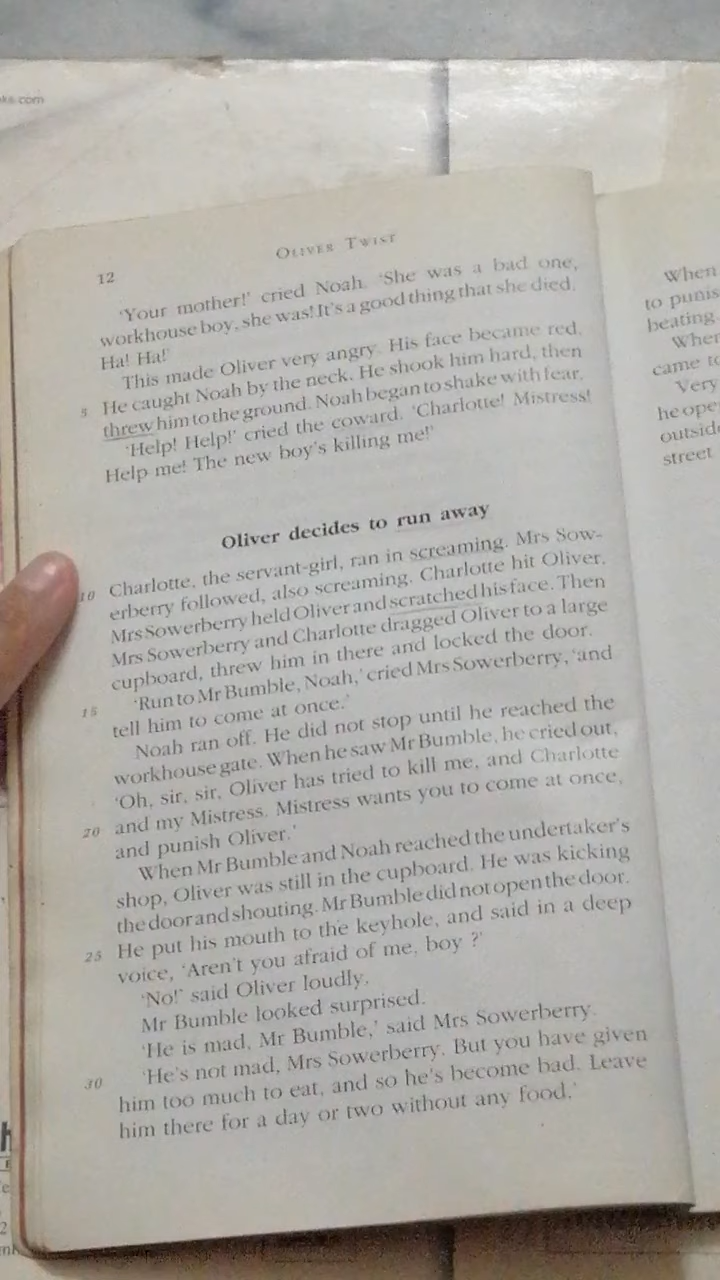 ks.com
12
OLIVER TWIST
'Your mother!' cried Noah. 'She was a bad one,
workhouse boy, she was! It's a good thing that she died.
Ha! Ha!'
This made Oliver very angry. His face became red.
5 He caught Noah by the neck. He shook him hard, then
threw him to the ground. Noah began to shake with fear.
'Help! Help!' cried the coward. 'Charlotte! Mistress!
Help me! The new boy's killing me!'
Oliver decides to run away
10 Charlotte, the servant-girl, ran in screaming. Mrs Sow-
erberry followed, also screaming. Charlotte hit Oliver.
Mrs Sowerberry held Oliver and scratched his face. Then
Mrs Sowerberry and Charlotte dragged Oliver to a large
cupboard, threw him in there and locked the door.
15 'Run to Mr Bumble, Noah,' cried Mrs Sowerberry, 'and
tell him to come at once.'
Noah ran off. He did not stop until he reached the
workhouse gate. When he saw Mr Bumble, he cried out,
'Oh, sir, sir, Oliver has tried to kill me, and Charlotte
20 and my Mistress. Mistress wants you to come at once,
and punish Oliver.'
When Mr Bumble and Noah reached the undertaker's
shop, Oliver was still in the cupboard. He was kicking
the door and shouting. Mr Bumble did not open the door.
25 He put his mouth to the keyhole, and said in a deep
voice, 'Aren't you afraid of me, boy ?'
'No!' said Oliver loudly.
Mr Bumble looked surprised.
'He is mad, Mr Bumble,' said Mrs Sowerberry.
30 'He's not mad, Mrs Sowerberry. But you have given
him too much to eat, and so he's become bad. Leave
him there for a day or two without any food.'
When
to punis
beating.
When
came to
Very
he ope
outside
street